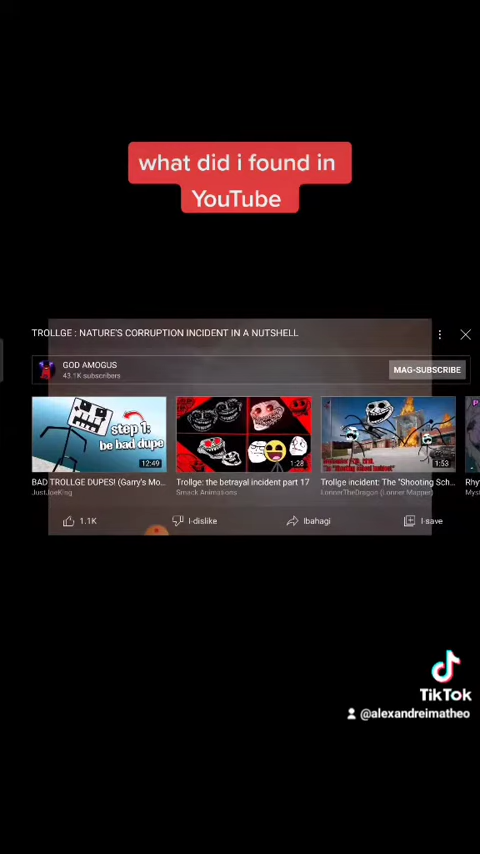 what did i found in
YouTube
TROLLGE : NATURE'S CORRUPTION INCIDENT IN A NUTSHELL
GOD AMOGUS
43.1K subscribers
MAG-SUBSCRIBE
step 1:
be bad dupe
12:49
1:28
1:53
BAD TROLLGE DUPES! (Garry's Mo...
JustJoeKing
Trollge: the betrayal incident part 17
Smack Animations
Trollge incident: The "Shooting Sch...
LonnerTheDragon (Lonner Mapper)
Rhy
Myst
1.1K
I-dislike
Ibahagi
I-save
TikTok
@alexandreimatheo